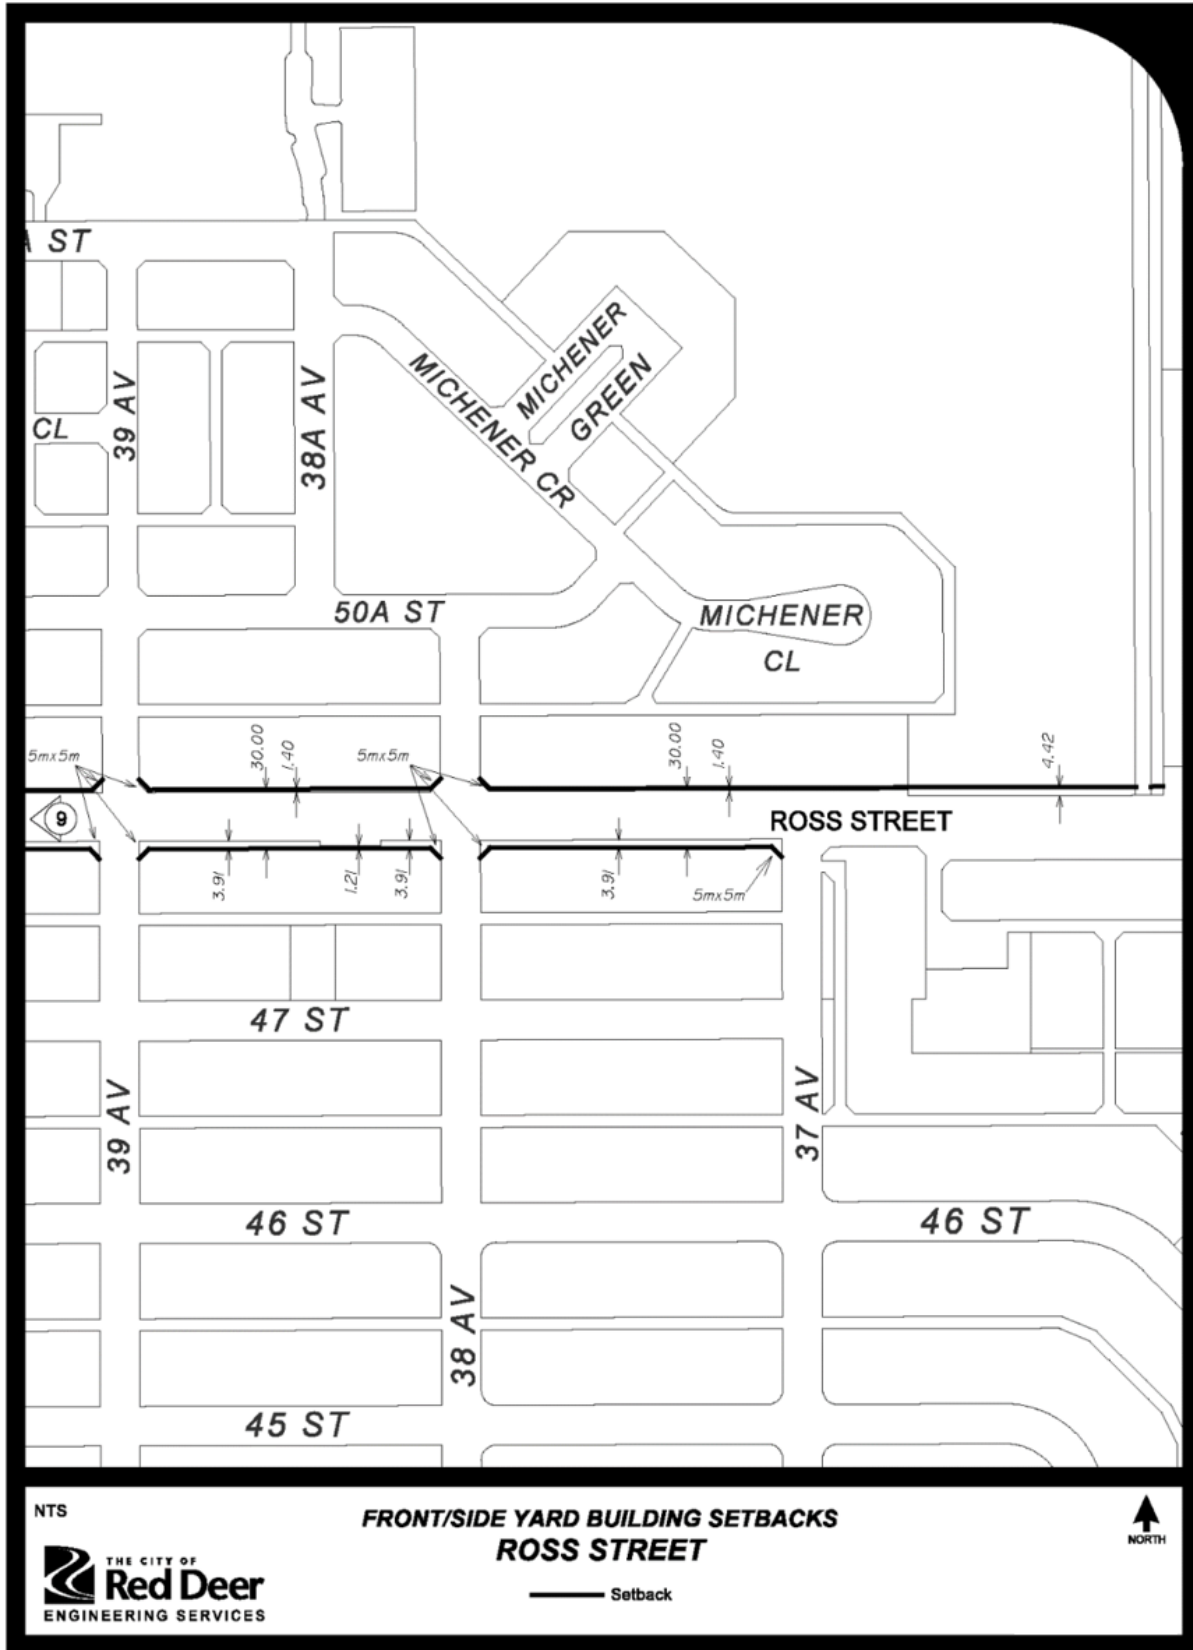 A ST
MICHENER
GREEN
39 AV
38A AV
MICHENER CR
CL
50A ST
MICHENER
CL
5mx5m
30.00
1.40
5mx5m
30.00
1.40
4.42
9
ROSS STREET
3.91
1.21
3.91
3.91
5mx5m
47 ST
39 AV
37 AV
46 ST
46 ST
38 AV
45 ST
NTS
FRONT/SIDE YARD BUILDING SETBACKS
ROSS STREET
Setback
NORTH
THE CITY OF
Red Deer
ENGINEERING SERVICES